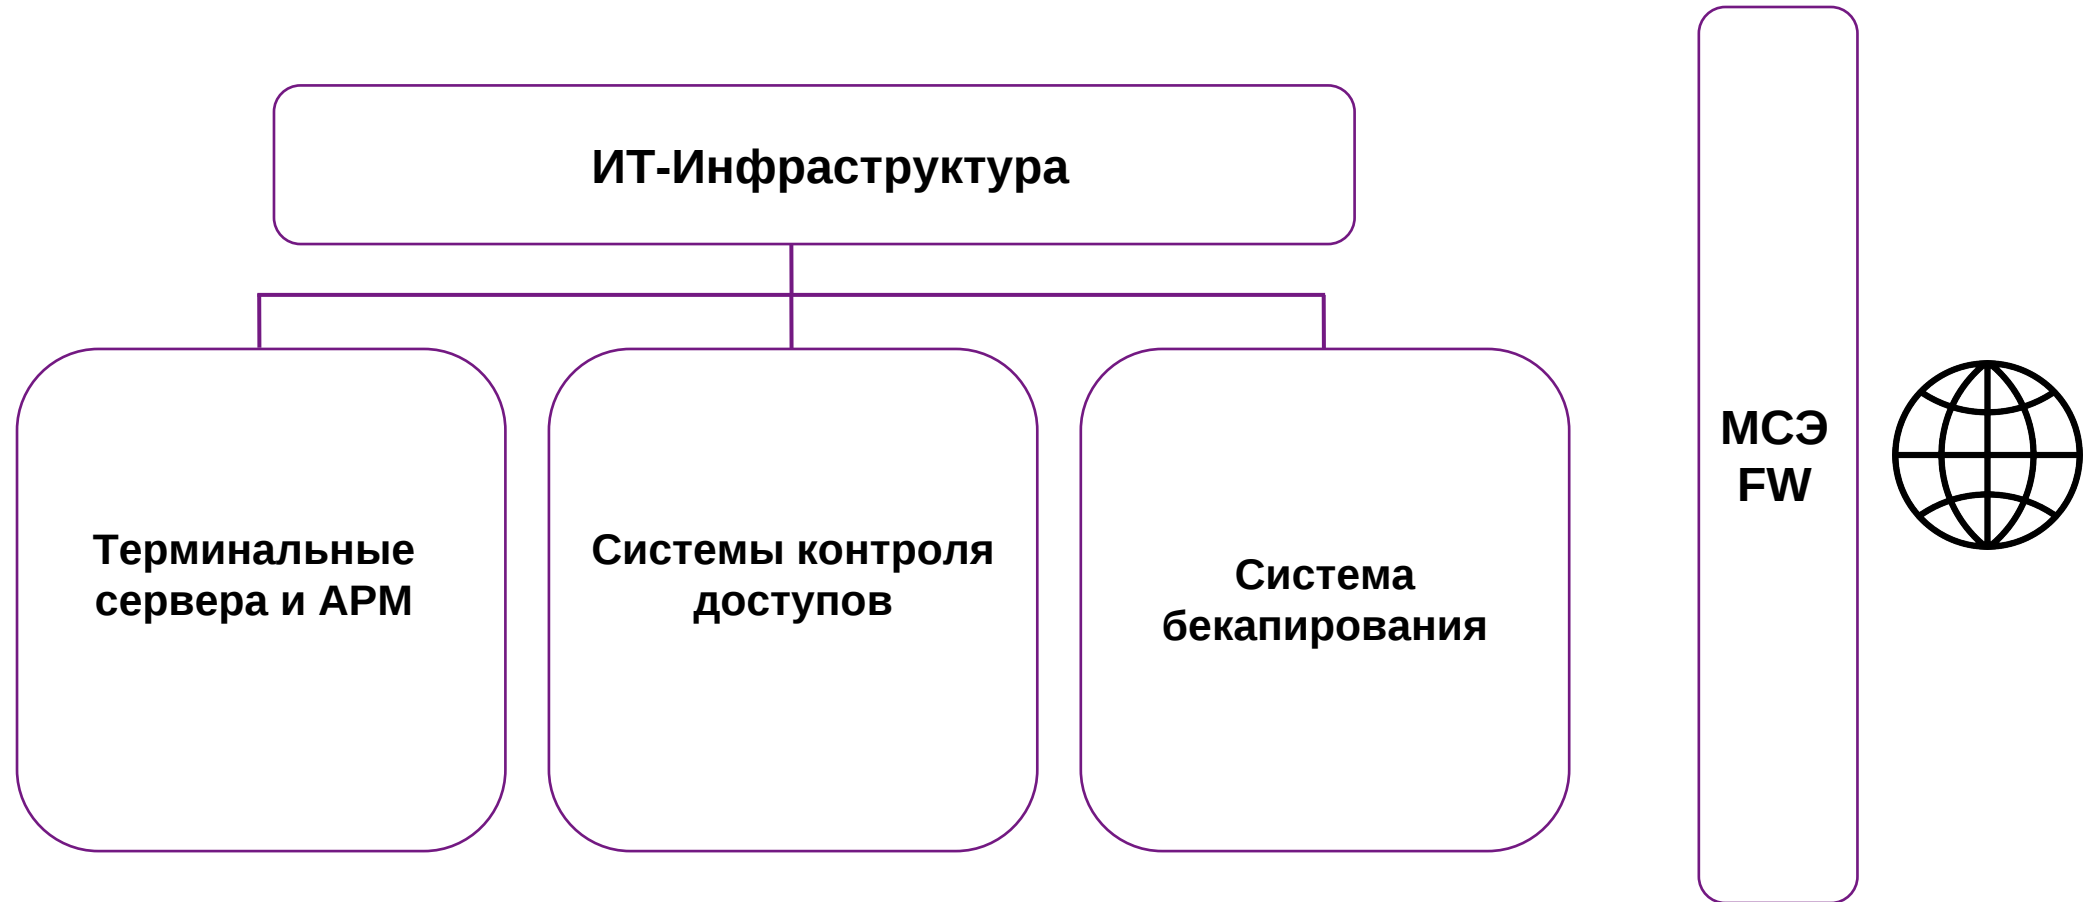 ИТ-Инфраструктура
Терминальные
сервера и АРМ
Системы контроля
доступов
Система
бекапирования
МСЭ
FW